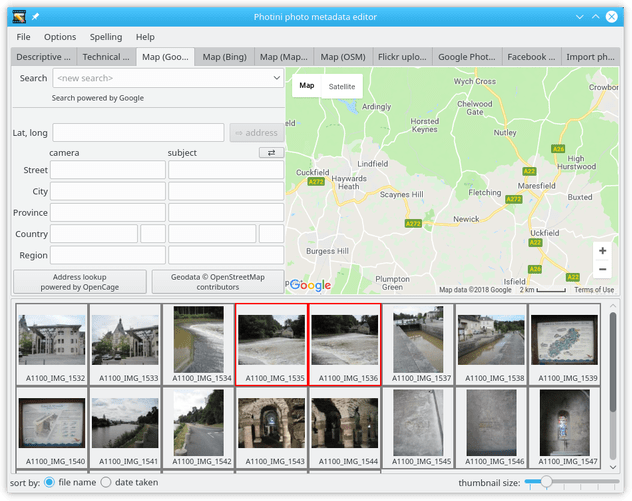 Photini photo metadata editor
File Options Spelling Help
Descriptive ... Technical ... Map (Goo... Map (Bing) Map (Map... Map (OSM) Flickr uplo... Google Phot... Facebook ... Import ph...
Search <new search>
Search powered by Google
Lat, long ⇨ address
camera subject ⇄
Street
City
Province
Country
Region
Address lookup
powered by OpenCage
Geodata © OpenStreetMap
contributors
Map Satellite
Wych Cross
Crowbor
Ardingly
Chelwood
Gate
Horsted
Keynes
Nutley
A26
High
Hurstwood
Lindfield
Cuckfield
A272
Haywards
Heath
A22
Maresfield
Scaynes Hill
Fletching
A272
Buxted
A272
Newick
Uckfield
A22
Burgess Hill
A26
A22
Plumpton
Green
Isfield
+
−
Google
Map data ©2018 Google 2 km Terms of Use
A1100_IMG_1532 A1100_IMG_1533 A1100_IMG_1534 A1100_IMG_1535 A1100_IMG_1536 A1100_IMG_1537 A1100_IMG_1538 A1100_IMG_1539
A1100_IMG_1540 A1100_IMG_1541 A1100_IMG_1542 A1100_IMG_1543 A1100_IMG_1544 A1100_IMG_1545 A1100_IMG_1546 A1100_IMG_1547
sort by: file name date taken thumbnail size: